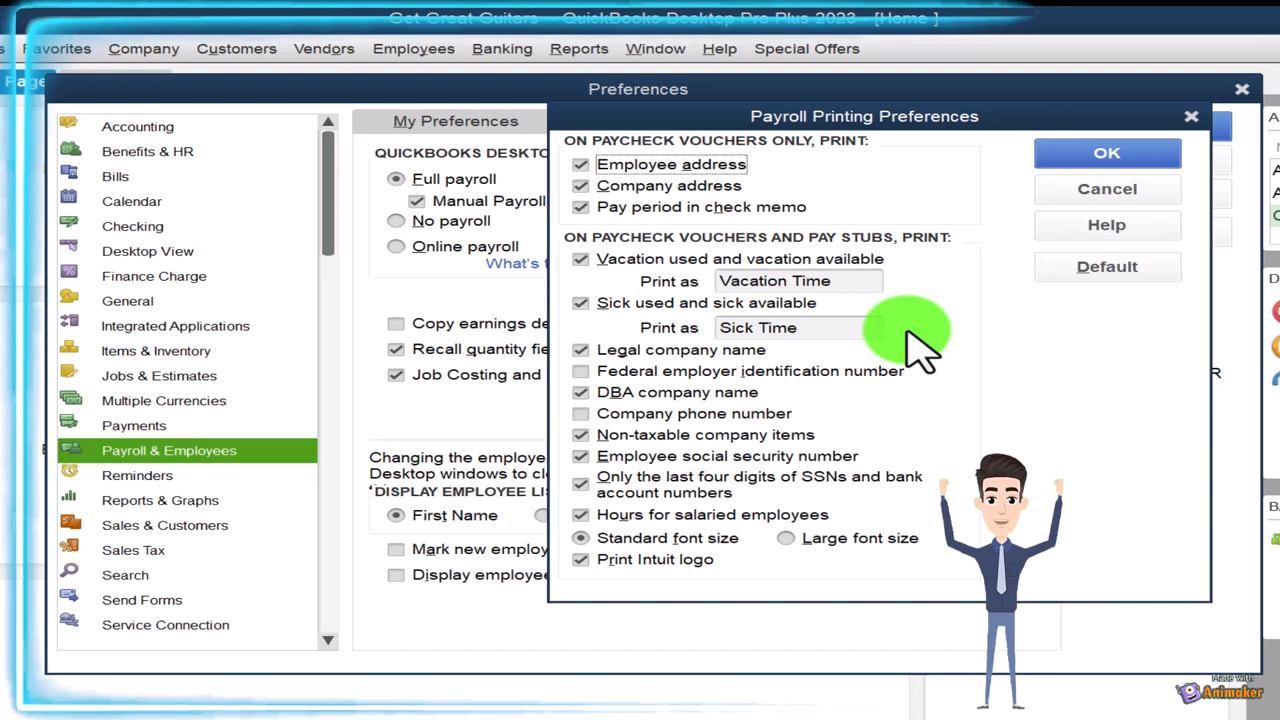 Get Great Guitars - QuickBooks Desktop Pro Plus 2023 - [Home ]
Favorites Company Customers Vendors Employees Banking Reports Window Help Special Offers
Page
Preferences
Accounting
Benefits & HR
Bills
Calendar
Checking
Desktop View
Finance Charge
General
Integrated Applications
Items & Inventory
Jobs & Estimates
Multiple Currencies
Payments
Payroll & Employees
Reminders
Reports & Graphs
Sales & Customers
Sales Tax
Search
Send Forms
Service Connection
My Preferences
QUICKBOOKS DESKTO
Full payroll
Manual Payroll
No payroll
Online payroll
What's
Copy earnings de
Recall quantity fie
Job Costing and
Changing the employe
Desktop windows to clo
DISPLAY EMPLOYEE LIS
First Name
Mark new employ
Display employee
Payroll Printing Preferences
ON PAYCHECK VOUCHERS ONLY, PRINT:
Employee address
Company address
Pay period in check memo
ON PAYCHECK VOUCHERS AND PAY STUBS, PRINT:
Vacation used and vacation available
Print as Vacation Time
Sick used and sick available
Print as Sick Time
Legal company name
Federal employer identification number
DBA company name
Company phone number
Non-taxable company items
Employee social security number
Only the last four digits of SSNs and bank
account numbers
Hours for salaried employees
Standard font size Large font size
Print Intuit logo
OK
Cancel
Help
Default
R
Made with
Animaker